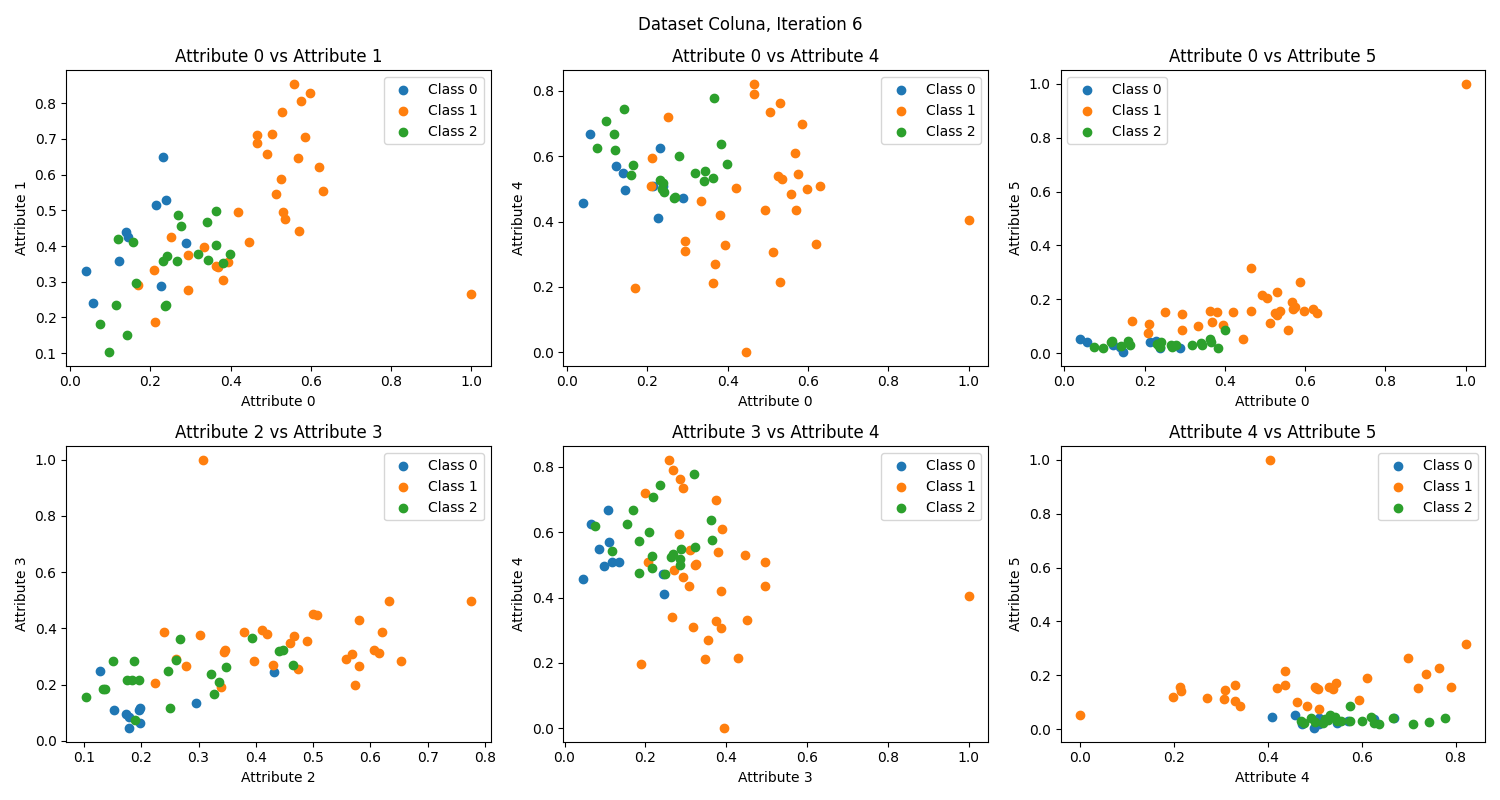 Dataset Coluna, Iteration 6
Attribute 0 vs Attribute 1
Class 0
Class 1
Class 2
Attribute 1
0.8
0.7
0.6
0.5
0.4
0.3
0.2
0.1
0.0 0.2 0.4 0.6 0.8 1.0
Attribute 0
Attribute 0 vs Attribute 4
Class 0
Class 1
Class 2
Attribute 4
0.8
0.6
0.4
0.2
0.0
0.0 0.2 0.4 0.6 0.8 1.0
Attribute 0
Attribute 0 vs Attribute 5
Class 0
Class 1
Class 2
Attribute 5
1.0
0.8
0.6
0.4
0.2
0.0
0.0 0.2 0.4 0.6 0.8 1.0
Attribute 0
Attribute 2 vs Attribute 3
Class 0
Class 1
Class 2
Attribute 3
1.0
0.8
0.6
0.4
0.2
0.0
0.1 0.2 0.3 0.4 0.5 0.6 0.7 0.8
Attribute 2
Attribute 3 vs Attribute 4
Class 0
Class 1
Class 2
Attribute 4
0.8
0.6
0.4
0.2
0.0
0.0 0.2 0.4 0.6 0.8 1.0
Attribute 3
Attribute 4 vs Attribute 5
Class 0
Class 1
Class 2
Attribute 5
1.0
0.8
0.6
0.4
0.2
0.0
0.0 0.2 0.4 0.6 0.8
Attribute 4